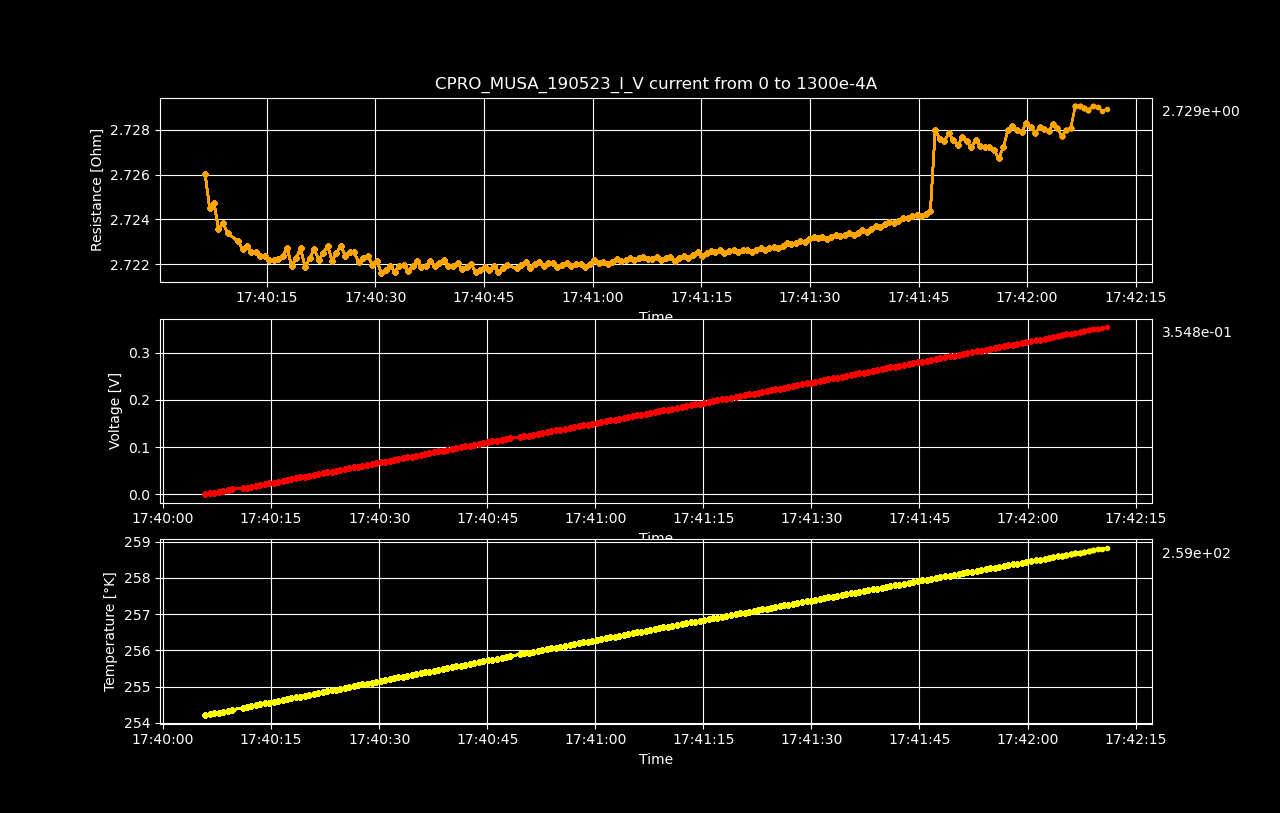 CPRO_MUSA_190523_I_V current from 0 to 1300e-4A
2.729e+00
2.728
2.726
2.724
2.722
Resistance [Ohm]
17:40:15 17:40:30 17:40:45 17:41:00 17:41:15 17:41:30 17:41:45 17:42:00 17:42:15
Time
3.548e-01
0.3
0.2
0.1
0.0
Voltage [V]
17:40:00 17:40:15 17:40:30 17:40:45 17:41:00 17:41:15 17:41:30 17:41:45 17:42:00 17:42:15
Time
2.59e+02
259
258
257
256
255
254
Temperature [°K]
17:40:00 17:40:15 17:40:30 17:40:45 17:41:00 17:41:15 17:41:30 17:41:45 17:42:00 17:42:15
Time